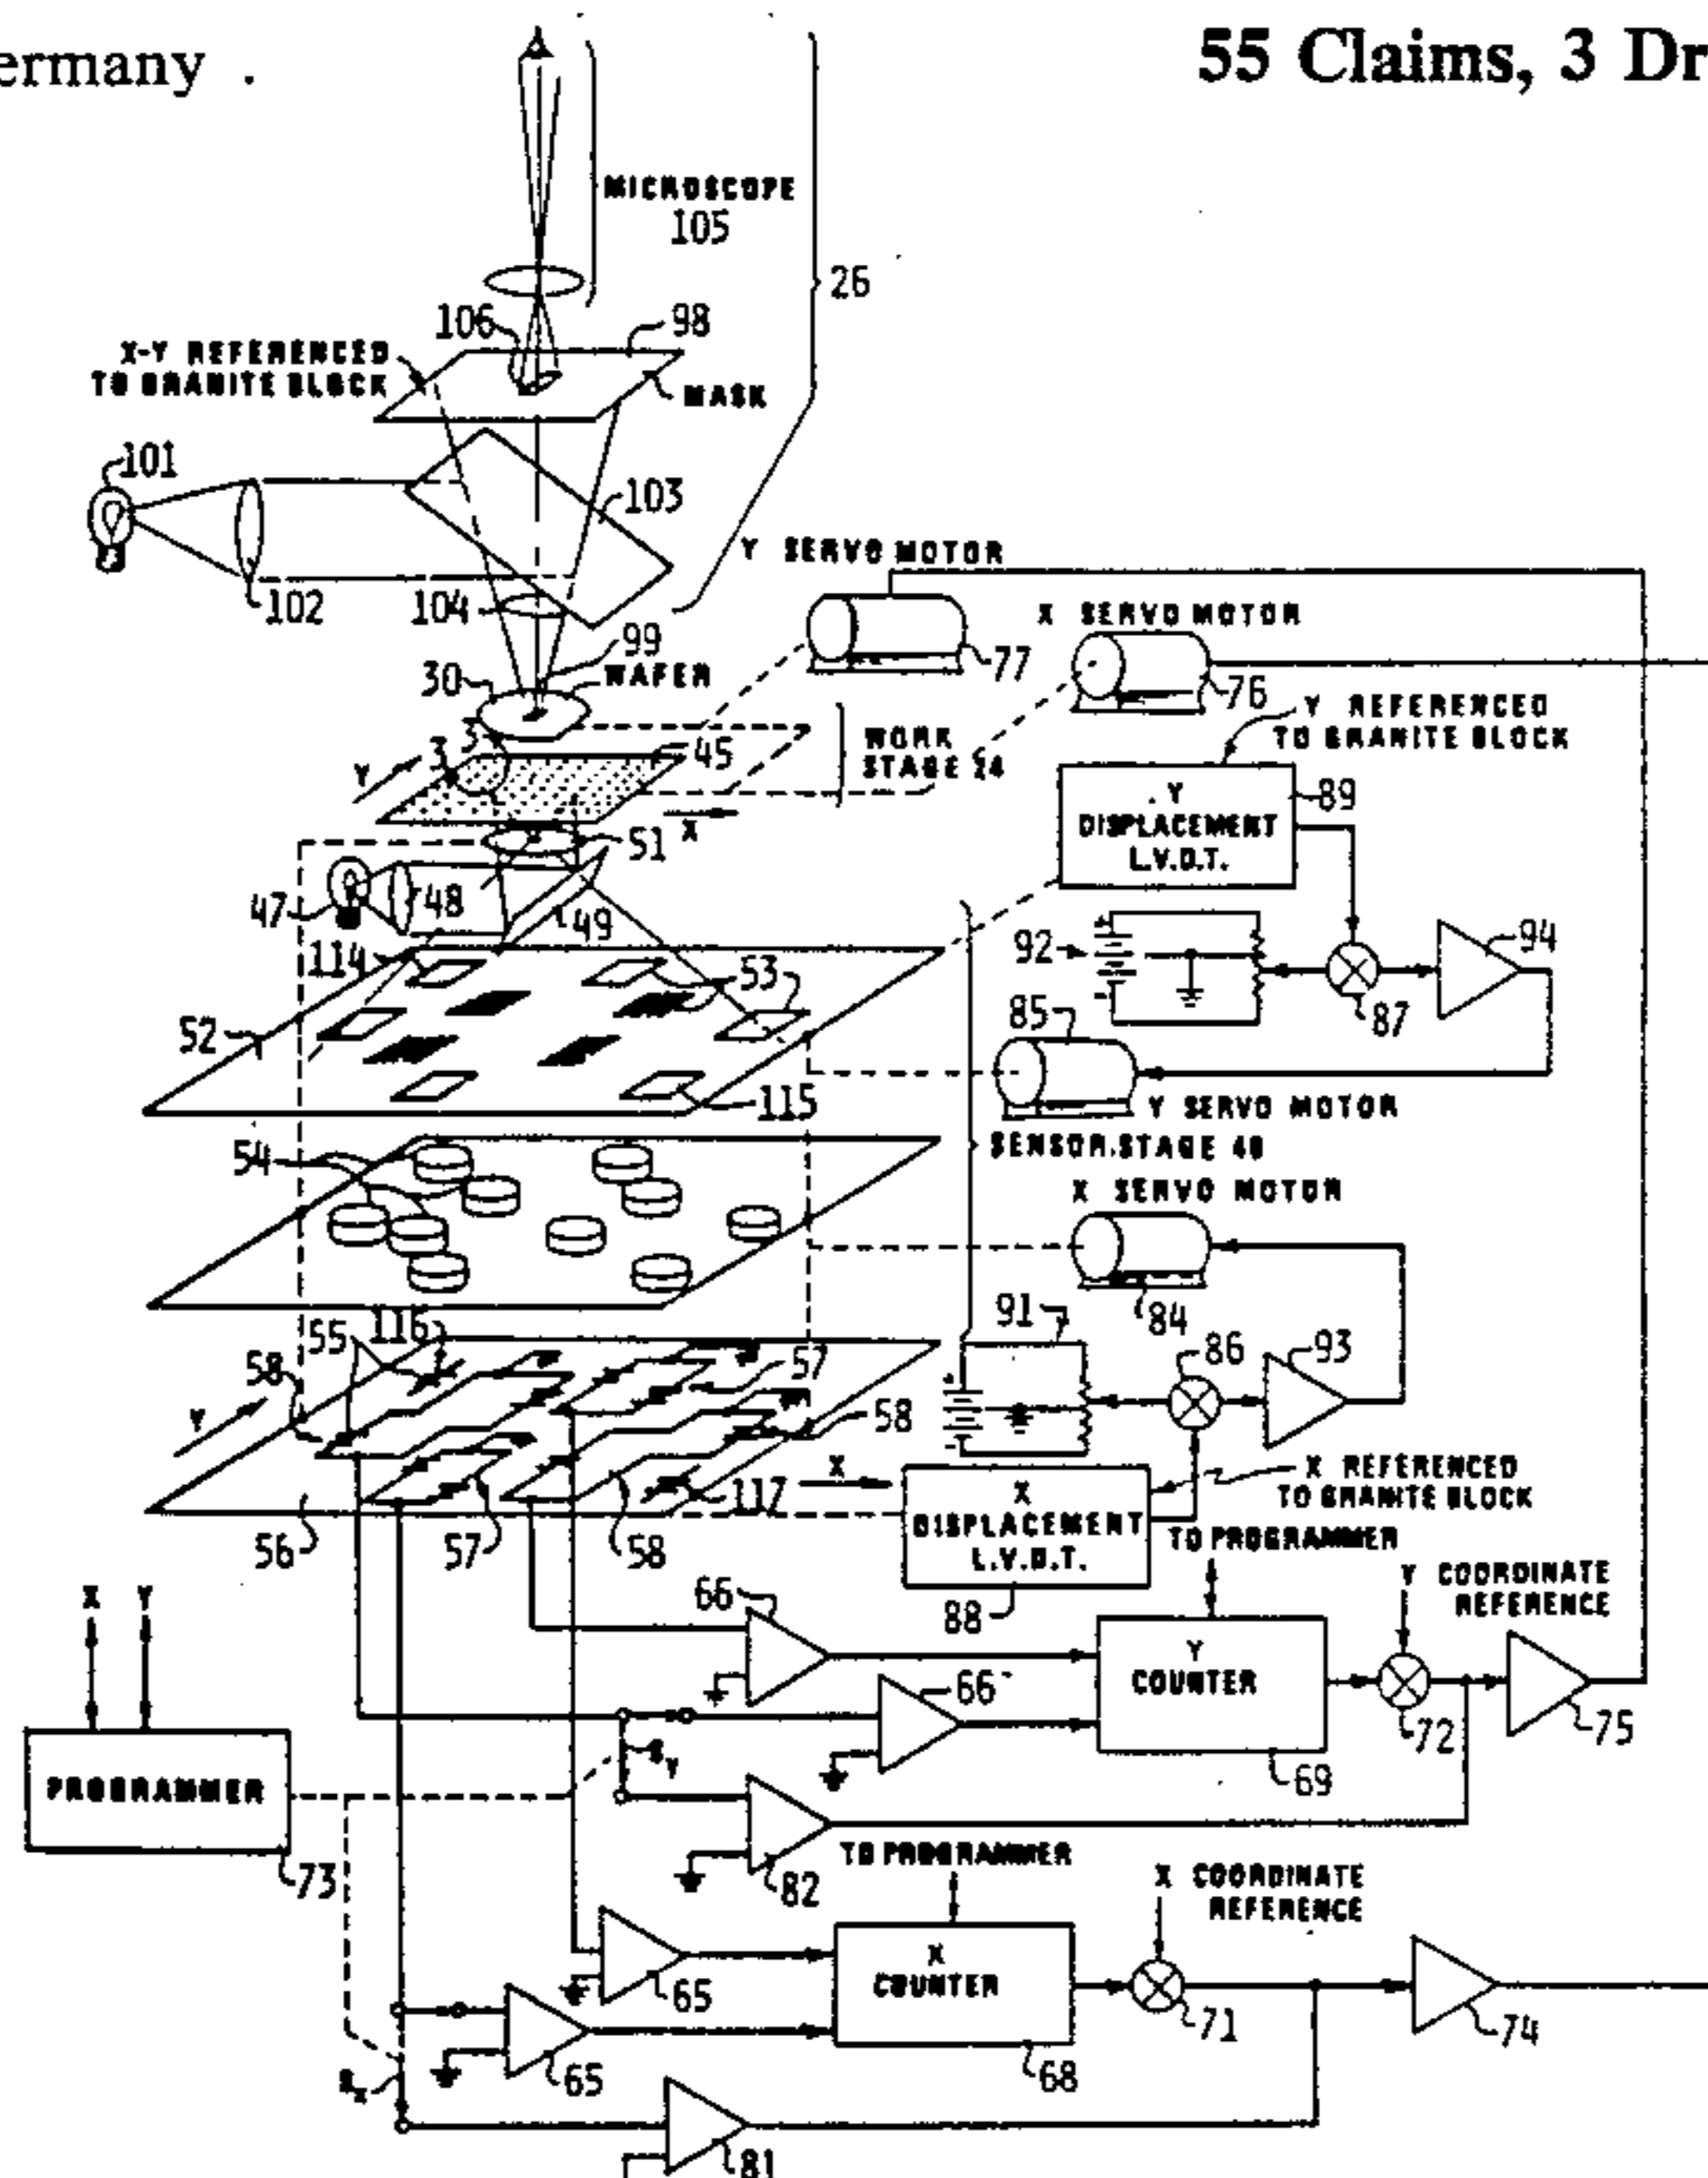 ermany .
55 Claims, 3 Dr
MICROSCOPE
105
26
106
98
X-Y REFERENCED
TO GRANITE BLOCK
MASK
101
103
102
104
Y SERVO MOTOR
X SERVO MOTOR
99
77
30
WAFER
76
3
3
45
WORK
STAGE 24
Y REFERENCED
TO GRANITE BLOCK
Y
X
51
Y
DISPLACEMENT
L.V.D.T.
89
47
48
49
114
53
92
94
87
52
85
115
Y SERVO MOTOR
54
SENSOR STAGE 40
X SERVO MOTOR
84
55
116
91
86
93
58
57
Y
58
X
117
X REFERENCED
TO GRANITE BLOCK
X
DISPLACEMENT
L.V.D.T.
TO PROGRAMMER
56
57
58
88
Y COORDINATE
REFERENCE
X
Y
66
Y
COUNTER
66
72
75
69
PROGRAMMER
S Y
73
82
TO PROGRAMMER
X COORDINATE
REFERENCE
65
X
COUNTER
71
74
65
68
S X
81